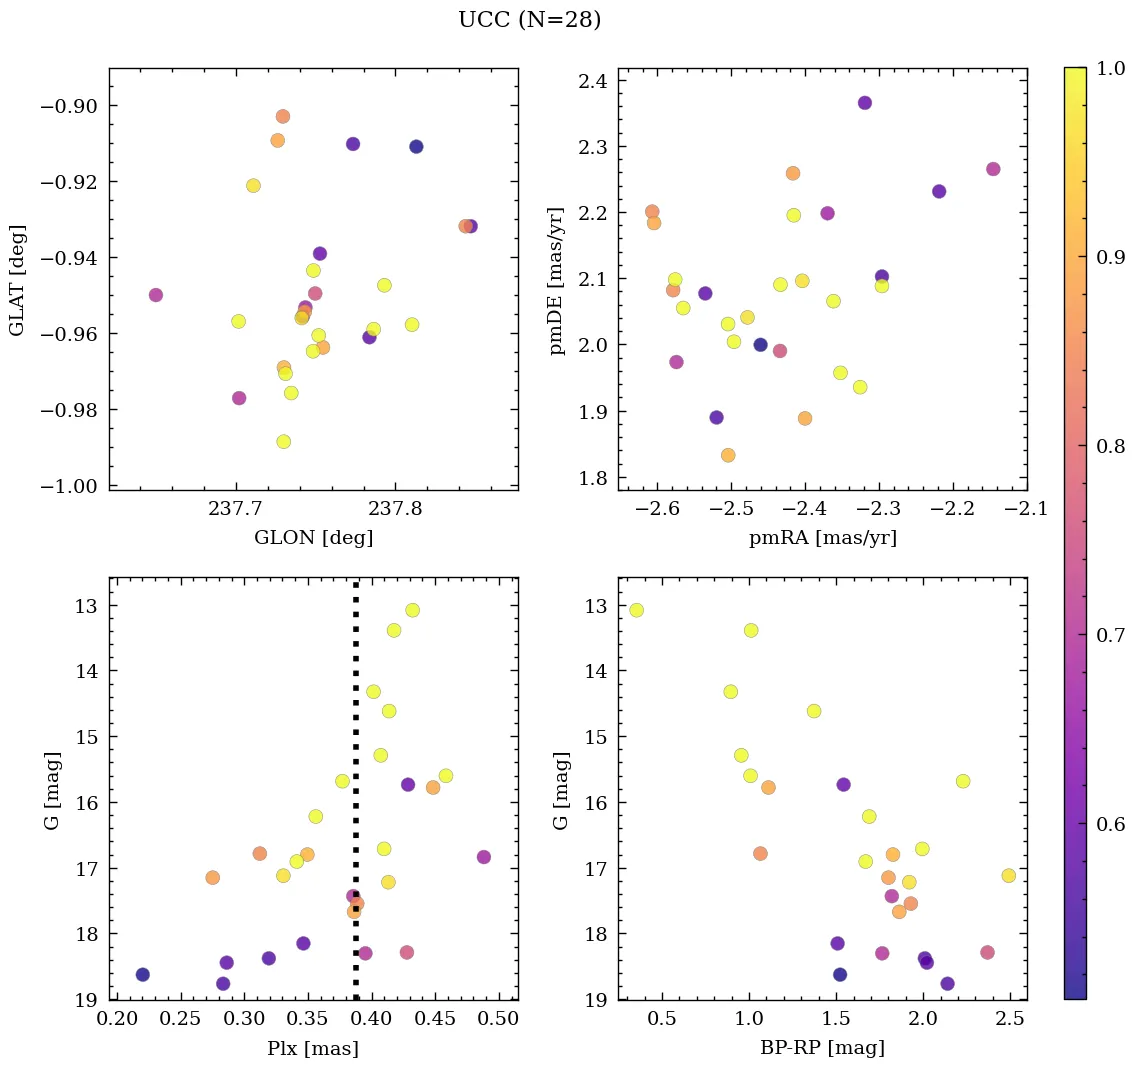 UCC (N=28)
−0.90
−0.92
−0.94
−0.96
−0.98
−1.00
GLAT [deg]
237.7 237.8
GLON [deg]
2.4
2.3
2.2
2.1
2.0
1.9
1.8
pmDE [mas/yr]
−2.6 −2.5 −2.4 −2.3 −2.2 −2.1
pmRA [mas/yr]
13
14
15
16
17
18
19
G [mag]
0.20 0.25 0.30 0.35 0.40 0.45 0.50
Plx [mas]
13
14
15
16
17
18
19
G [mag]
0.5 1.0 1.5 2.0 2.5
BP-RP [mag]
1.0
0.9
0.8
0.7
0.6